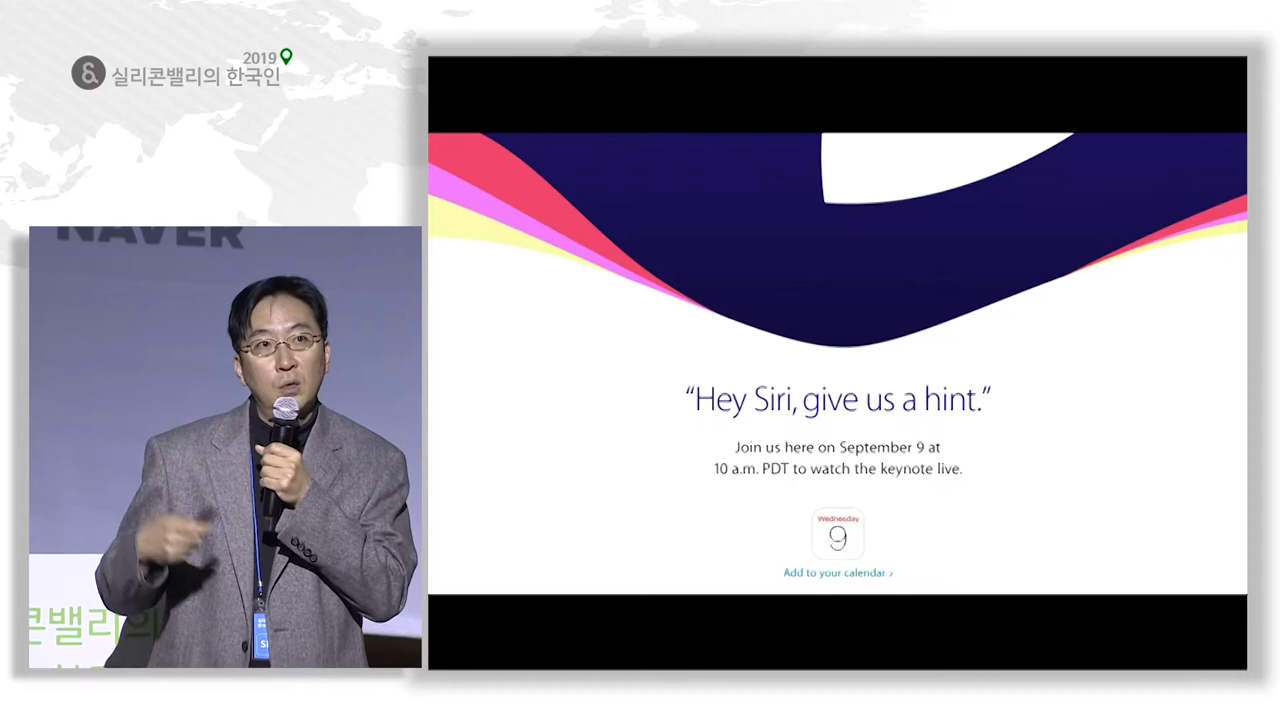 2019
& 실리콘밸리의 한국인
NAVER
콘밸리의
“Hey Siri, give us a hint.”
Join us here on September 9 at
10 a.m. PDT to watch the keynote live.
Wednesday
9
Add to your calendar ›